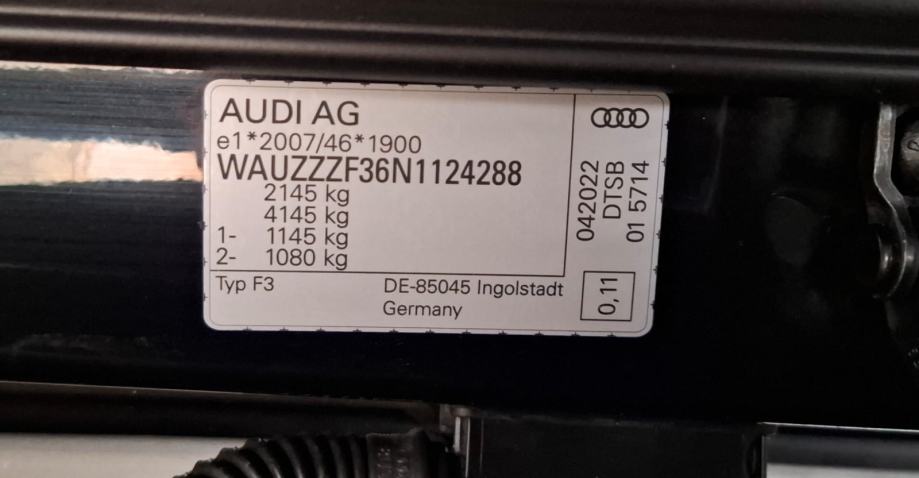 AUDI AG
e1*2007/46*1900
WAUZZZF36N1124288
2145 kg
4145 kg
1- 1145 kg
2- 1080 kg
Typ F3
DE-85045 Ingolstadt
Germany
042022
DTSB
01 5714
0,11